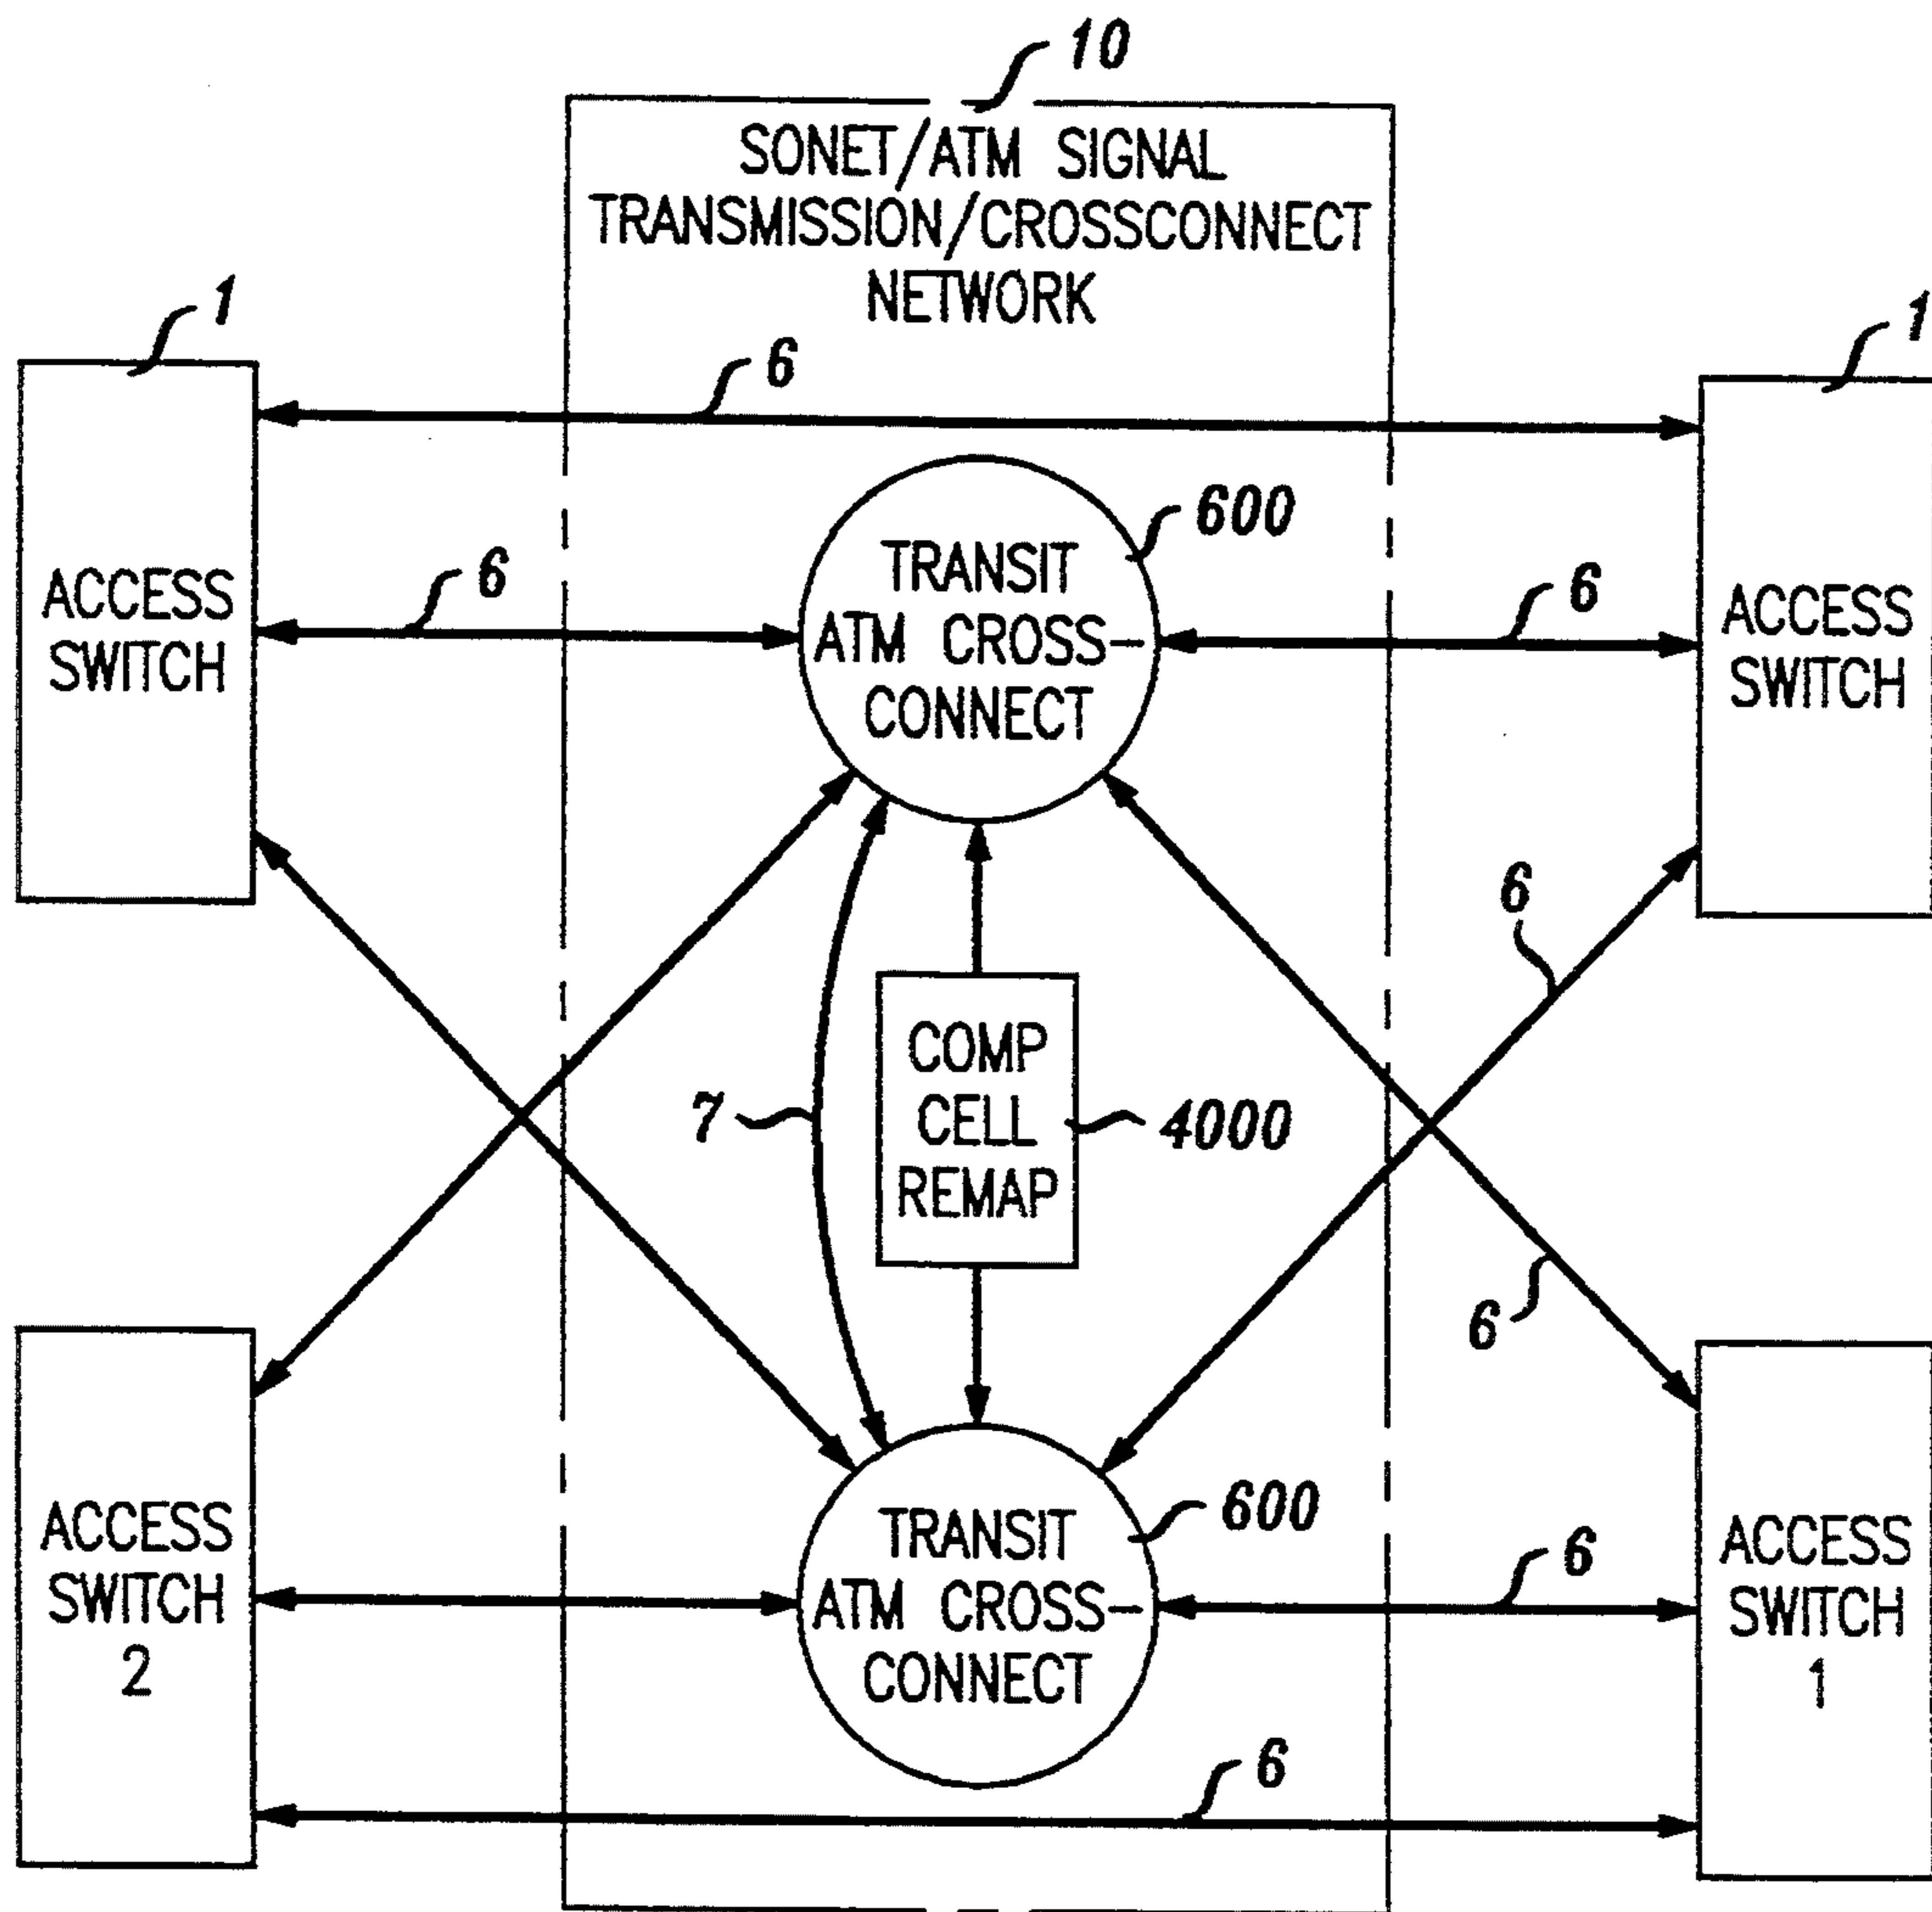 10
SONET/ATM SIGNAL
TRANSMISSION/CROSSCONNECT
NETWORK
1
1
6
600
ACCESS
SWITCH
6
TRANSIT
ATM CROSS-
CONNECT
6
ACCESS
SWITCH
6
7
COMP
CELL
REMAP
4000
6
ACCESS
SWITCH
2
TRANSIT
ATM CROSS-
CONNECT
600
6
ACCESS
SWITCH
1
6